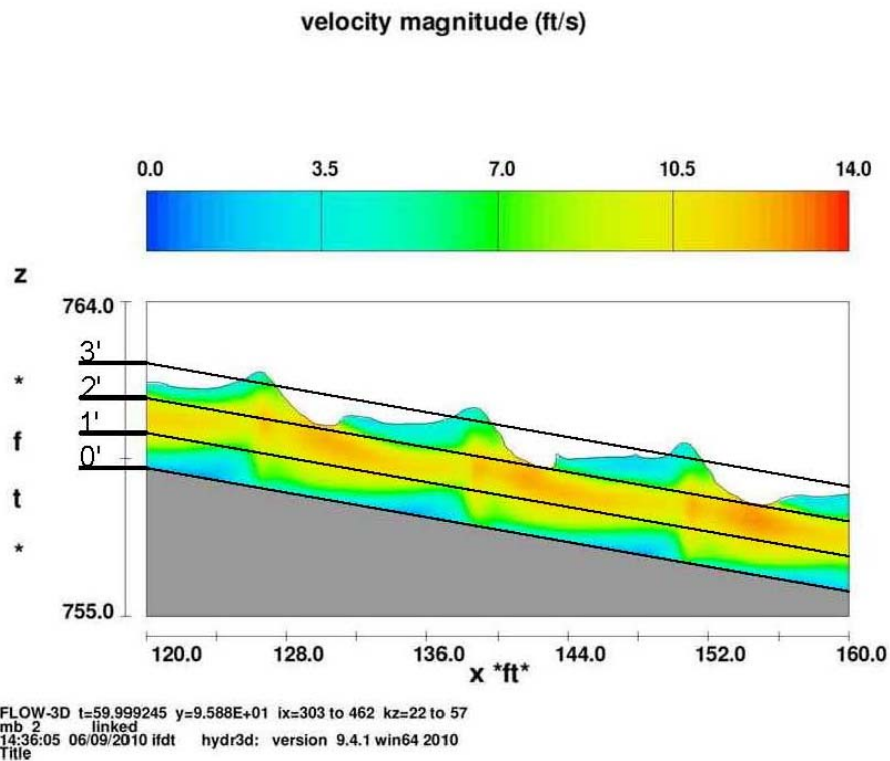 velocity magnitude (ft/s)
0.0 3.5 7.0 10.5 14.0
z
764.0
3'
*
2'
1'
f
0'
t
*
755.0
120.0 128.0 136.0 144.0 152.0 160.0
x *ft*
FLOW-3D t=59.999245 y=9.588E+01 ix=303 to 462 kz=22 to 57
mb 2 linked
14:36:05 06/09/2010 ifdt hydr3d: version 9.4.1 win64 2010
Title